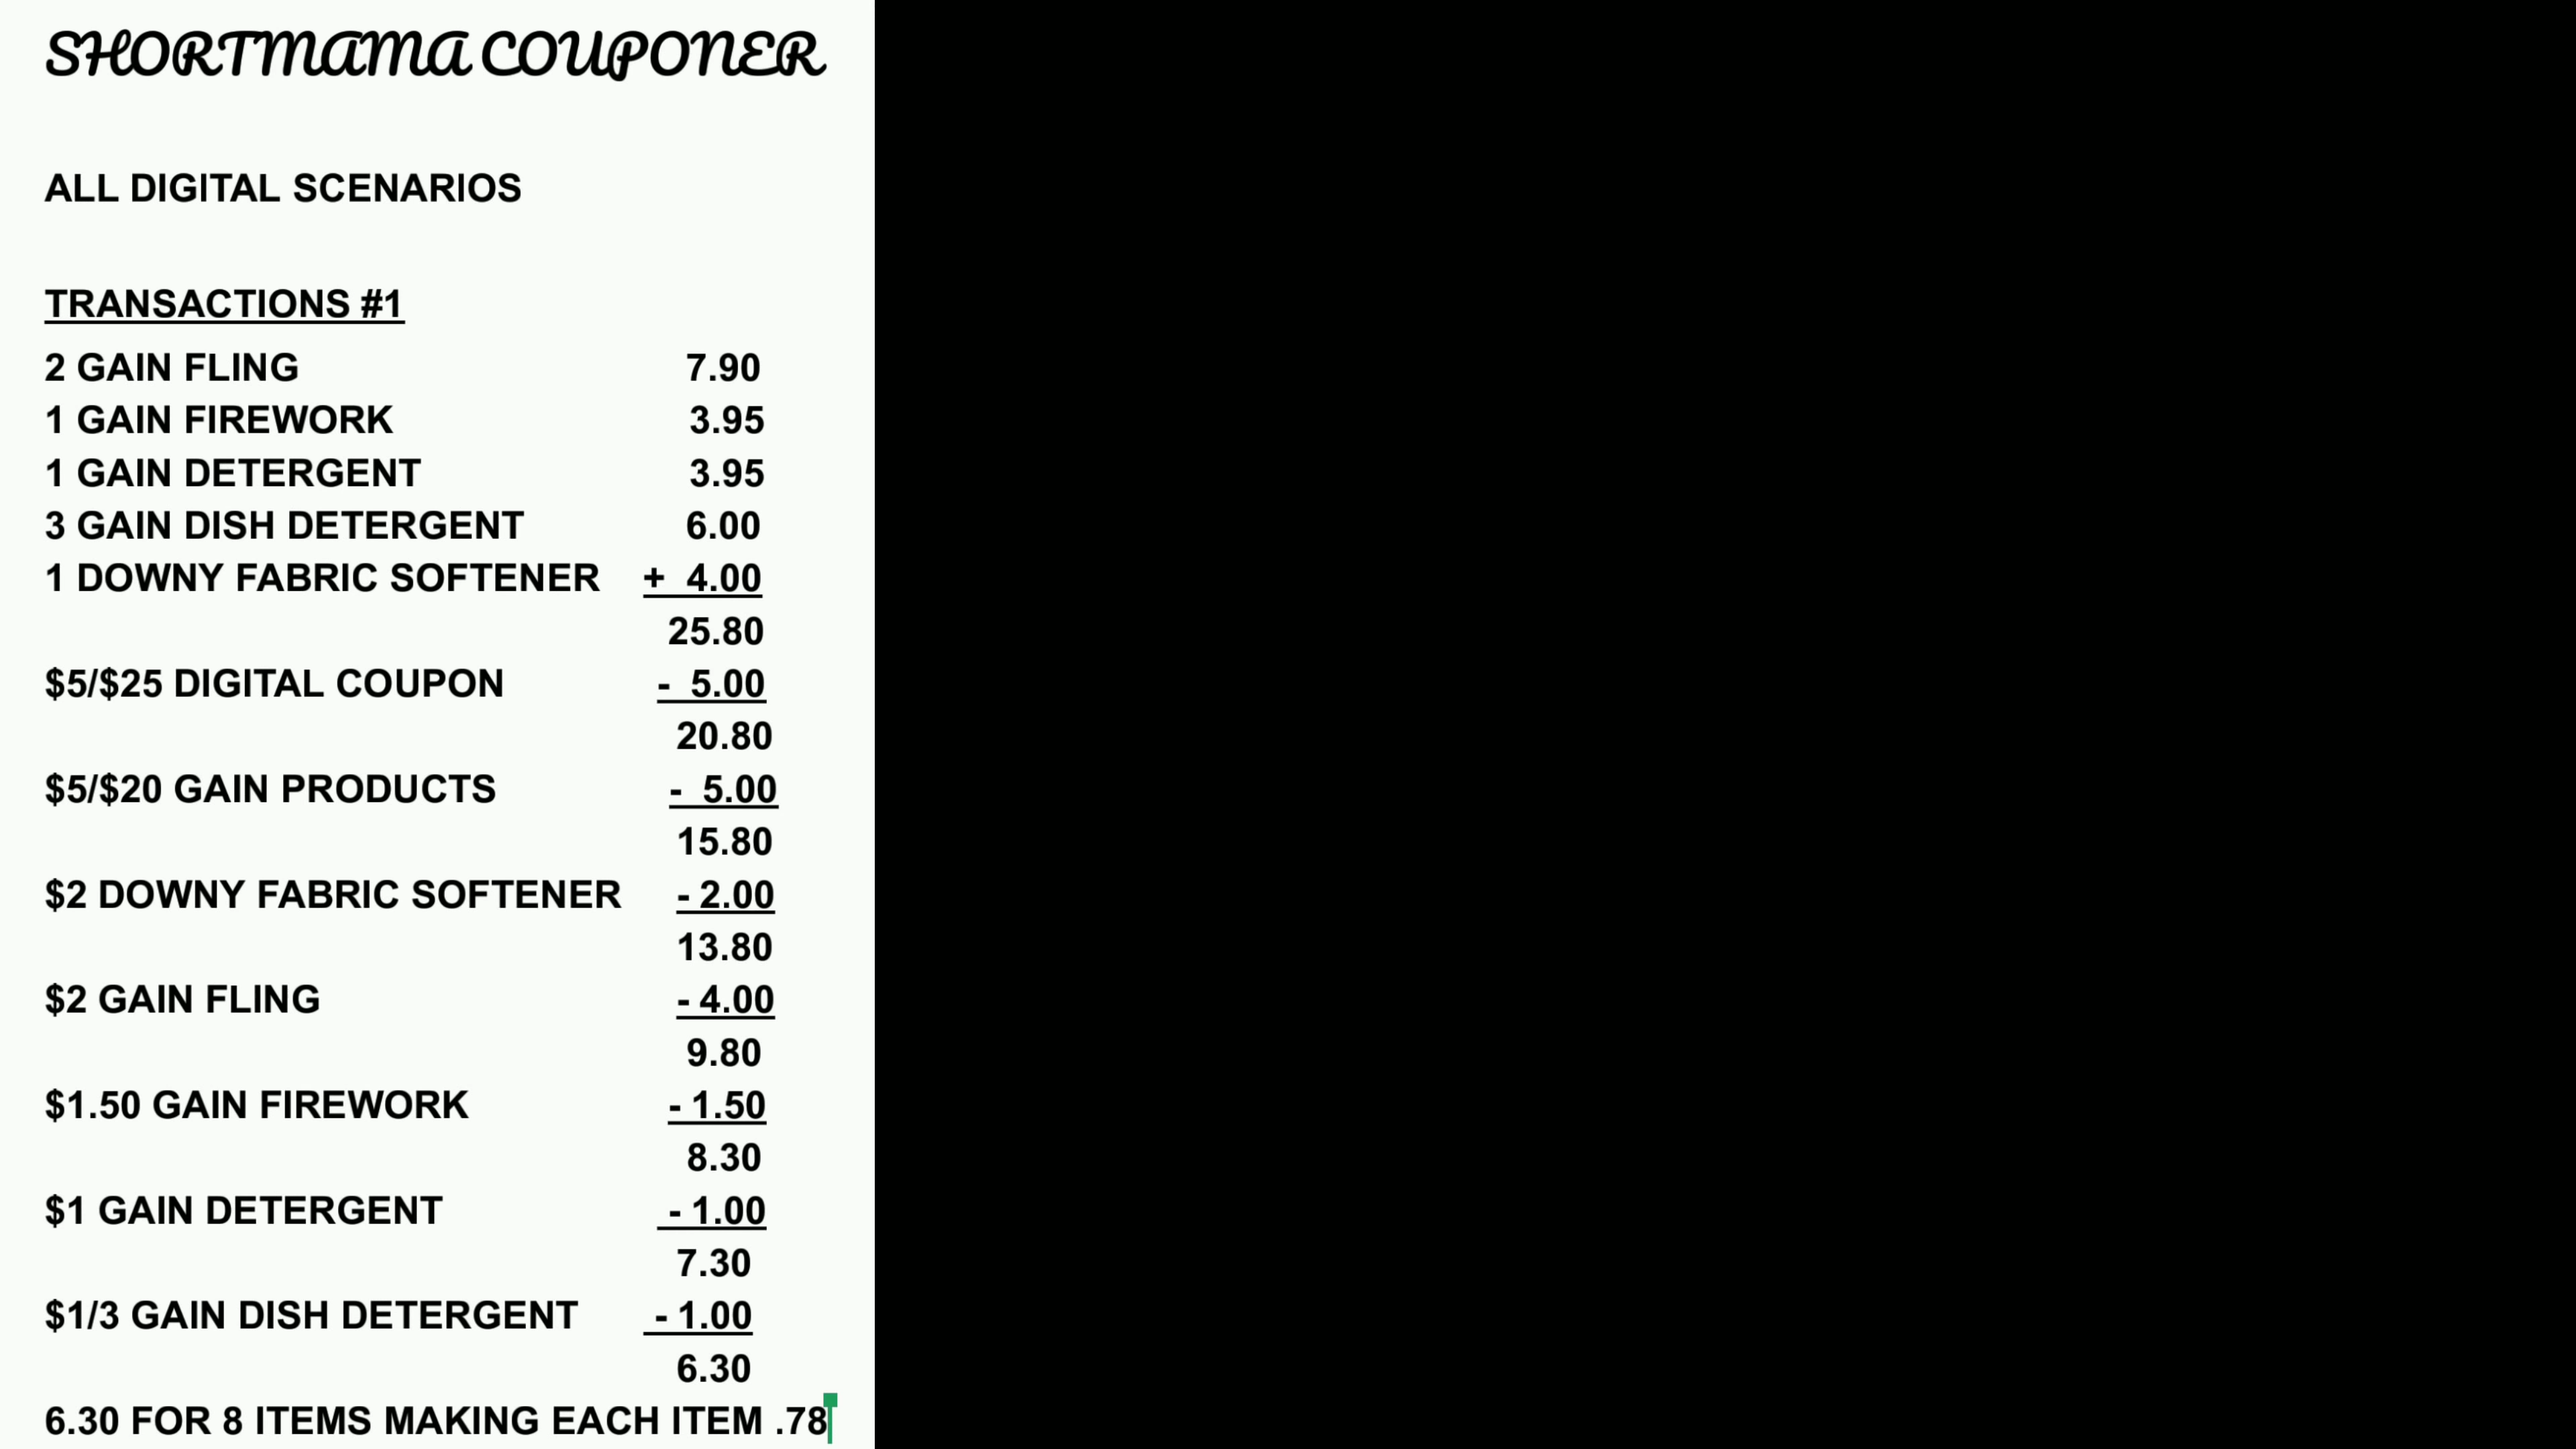 SHORTMAMA COUPONER
ALL DIGITAL SCENARIOS
TRANSACTIONS #1
2 GAIN FLING 7.90
1 GAIN FIREWORK 3.95
1 GAIN DETERGENT 3.95
3 GAIN DISH DETERGENT 6.00
1 DOWNY FABRIC SOFTENER + 4.00
25.80
$5/$25 DIGITAL COUPON - 5.00
20.80
$5/$20 GAIN PRODUCTS - 5.00
15.80
$2 DOWNY FABRIC SOFTENER - 2.00
13.80
$2 GAIN FLING - 4.00
9.80
$1.50 GAIN FIREWORK - 1.50
8.30
$1 GAIN DETERGENT - 1.00
7.30
$1/3 GAIN DISH DETERGENT - 1.00
6.30
6.30 FOR 8 ITEMS MAKING EACH ITEM .78